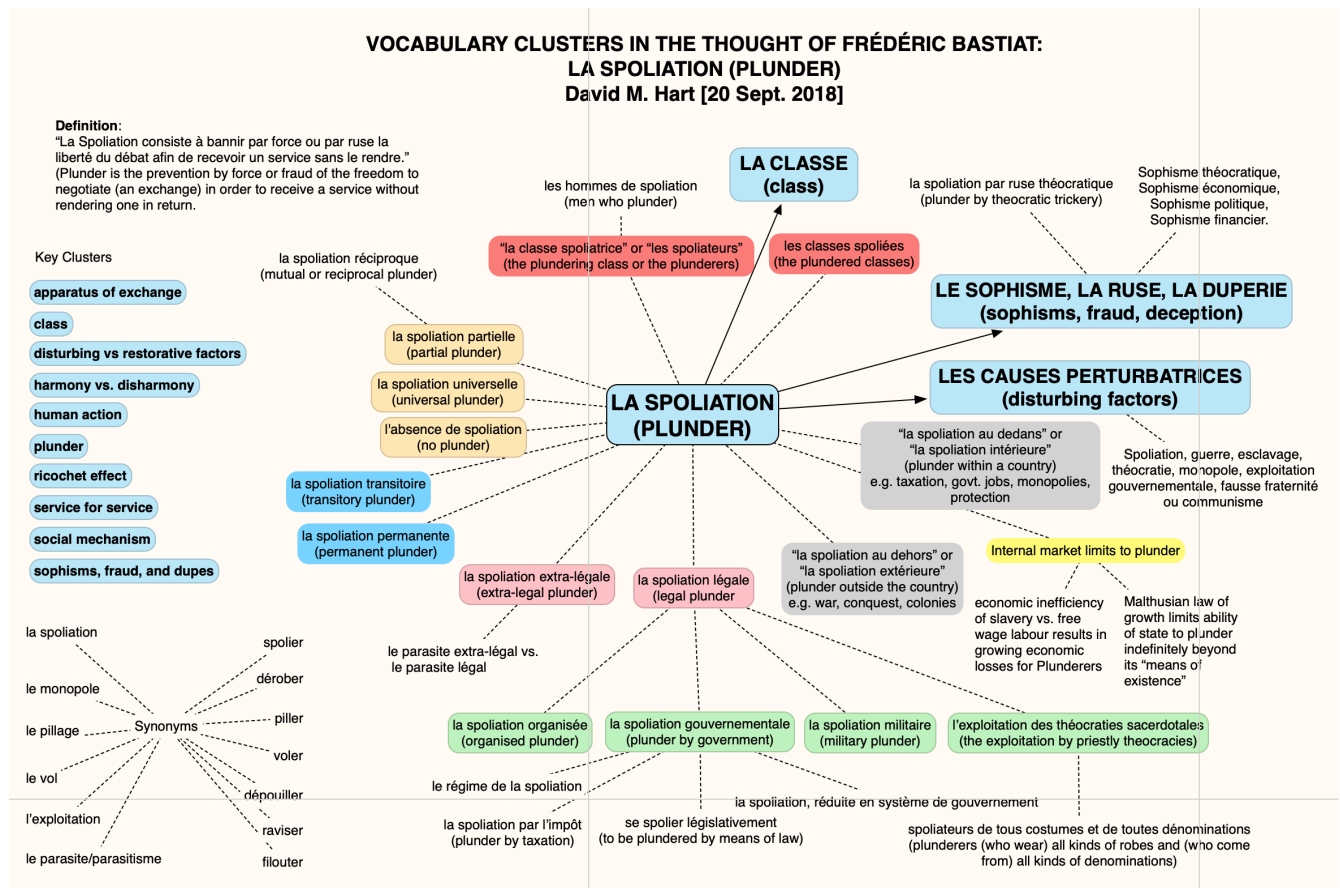 VOCABULARY CLUSTERS IN THE THOUGHT OF FRÉDÉRIC BASTIAT:
LA SPOLIATION (PLUNDER)
David M. Hart [20 Sept. 2018]
Definition:
“La Spoliation consiste à bannir par force ou par ruse la
liberté du débat afin de recevoir un service sans le rendre.”
(Plunder is the prevention by force or fraud of the freedom to
negotiate (an exchange) in order to receive a service without
rendering one in return.
Key Clusters
apparatus of exchange
class
disturbing vs restorative factors
harmony vs. disharmony
human action
plunder
ricochet effect
service for service
social mechanism
sophisms, fraud, and dupes
LA CLASSE
(class)
les hommes de spoliation
(men who plunder)
“la classe spoliatrice” or “les spoliateurs”
(the plundering class or the plunderers)
les classes spoliées
(the plundered classes)
la spoliation par ruse théocratique
(plunder by theocratic trickery)
Sophisme théocratique,
Sophisme économique,
Sophisme politique,
Sophisme financier.
LE SOPHISME, LA RUSE, LA DUPERIE
(sophisms, fraud, deception)
LES CAUSES PERTURBATRICES
(disturbing factors)
Spoliation, guerre, esclavage,
théocratie, monopole, exploitation
gouvernementale, fausse fraternité
ou communisme
la spoliation réciproque
(mutual or reciprocal plunder)
la spoliation partielle
(partial plunder)
la spoliation universelle
(universal plunder)
l'absence de spoliation
(no plunder)
la spoliation transitoire
(transitory plunder)
la spoliation permanente
(permanent plunder)
LA SPOLIATION
(PLUNDER)
“la spoliation au dedans” or
“la spoliation intérieure”
(plunder within a country)
e.g. taxation, govt. jobs, monopolies,
protection
Internal market limits to plunder
economic inefficiency
of slavery vs. free
wage labour results in
growing economic
losses for Plunderers
Malthusian law of
growth limits ability
of state to plunder
indefinitely beyond
its “means of
existence”
“la spoliation au dehors” or
“la spoliation extérieure”
(plunder outside the country)
e.g. war, conquest, colonies
la spoliation extra-légale
(extra-legal plunder)
la spoliation légale
(legal plunder
le parasite extra-légal vs.
le parasite légal
la spoliation organisée
(organised plunder)
la spoliation gouvernementale
(plunder by government)
la spoliation militaire
(military plunder)
l’exploitation des théocraties sacerdotales
(the exploitation by priestly theocracies)
le régime de la spoliation
la spoliation par l’impôt
(plunder by taxation)
se spolier législativement
(to be plundered by means of law)
la spoliation, réduite en système de gouvernement
spoliateurs de tous costumes et de toutes dénominations
(plunderers (who wear) all kinds of robes and (who come
from) all kinds of denominations)
Synonyms
la spoliation
le monopole
le pillage
le vol
l’exploitation
le parasite/parasitisme
spolier
dérober
piller
voler
dépouiller
raviser
filouter